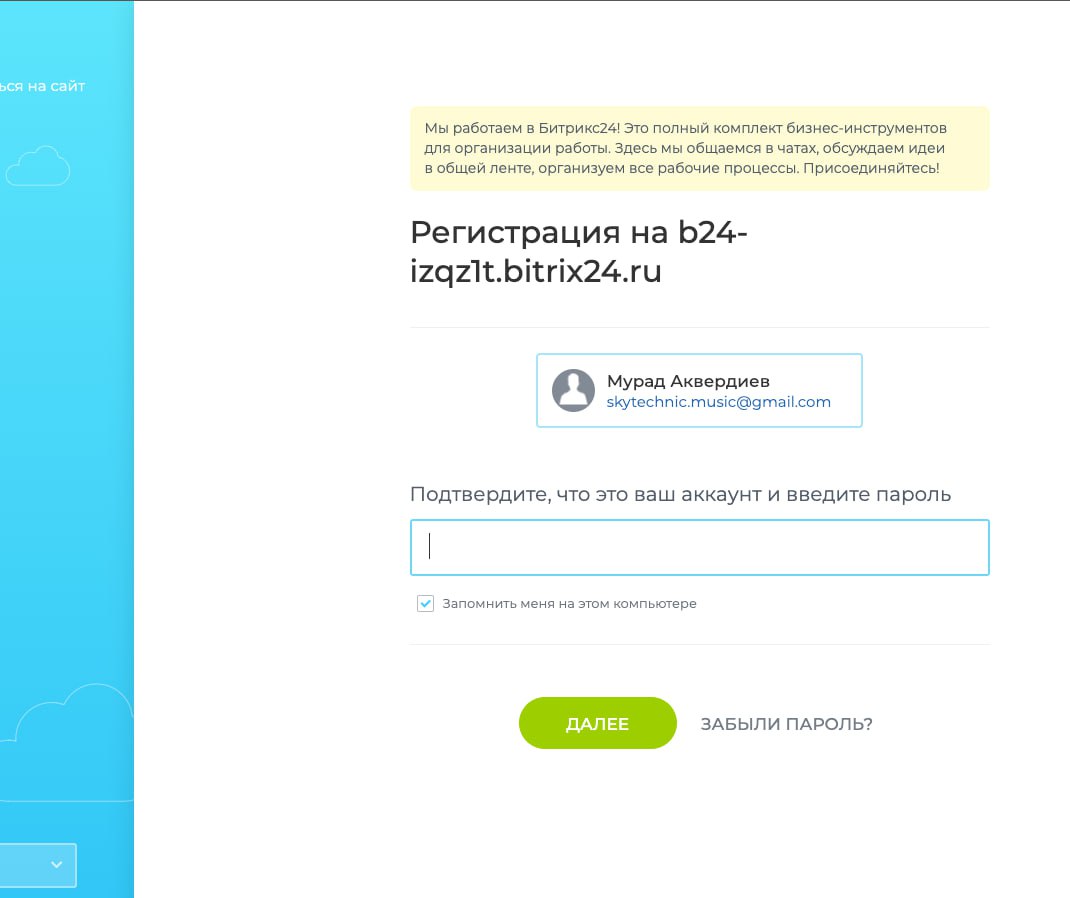 ься на сайт
Мы работаем в Битрикс24! Это полный комплект бизнес-инструментов
для организации работы. Здесь мы общаемся в чатах, обсуждаем идеи
в общей ленте, организуем все рабочие процессы. Присоединяйтесь!
Регистрация на b24-
izqz1t.bitrix24.ru
Мурад Аквердиев
skytechnic.music@gmail.com
Подтвердите, что это ваш аккаунт и введите пароль
Запомнить меня на этом компьютере
ДАЛЕЕ
ЗАБЫЛИ ПАРОЛЬ?